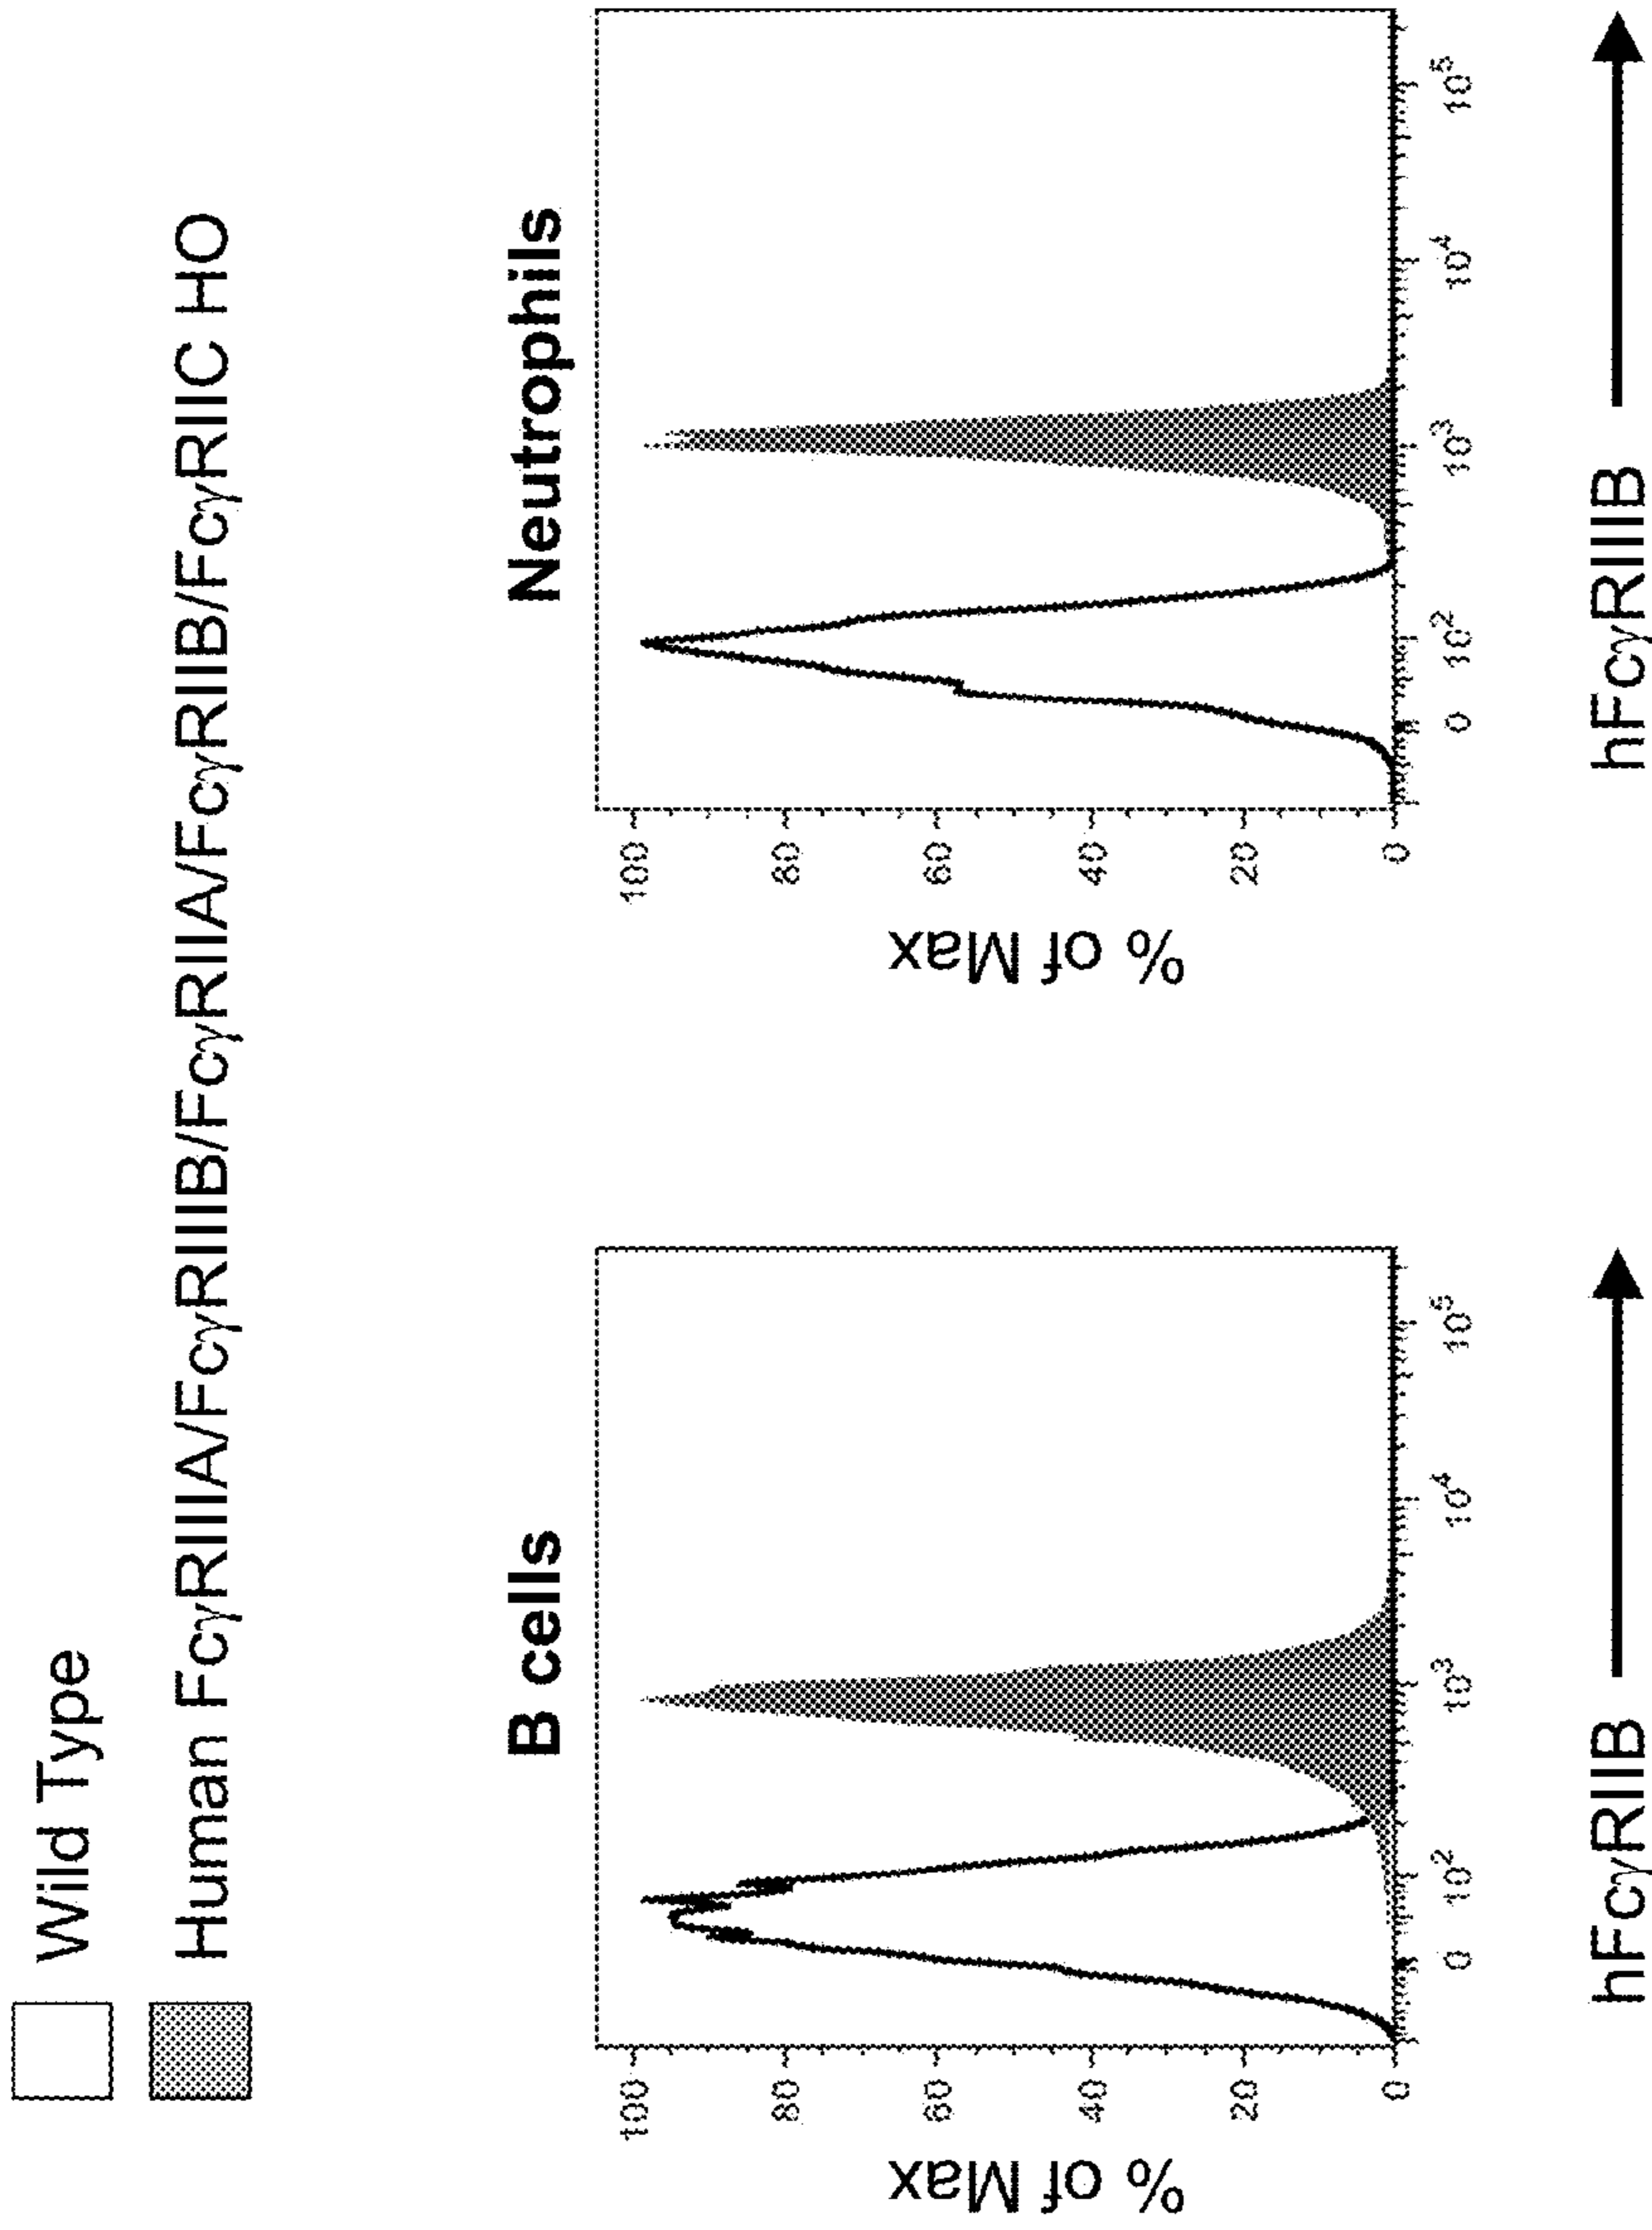 Wild Type
Human FcγRIIIA/FcγRIIIB/FcγRIIA/FcγRIIB/FcγRIIC HO
B cells
% of Max
100
80
60
40
20
0
0 10² 10³ 10⁴ 10⁵
hFcγRIIB
Neutrophils
% of Max
100
80
60
40
20
0
0 10² 10³ 10⁴ 10⁵
hFcγRIIIB